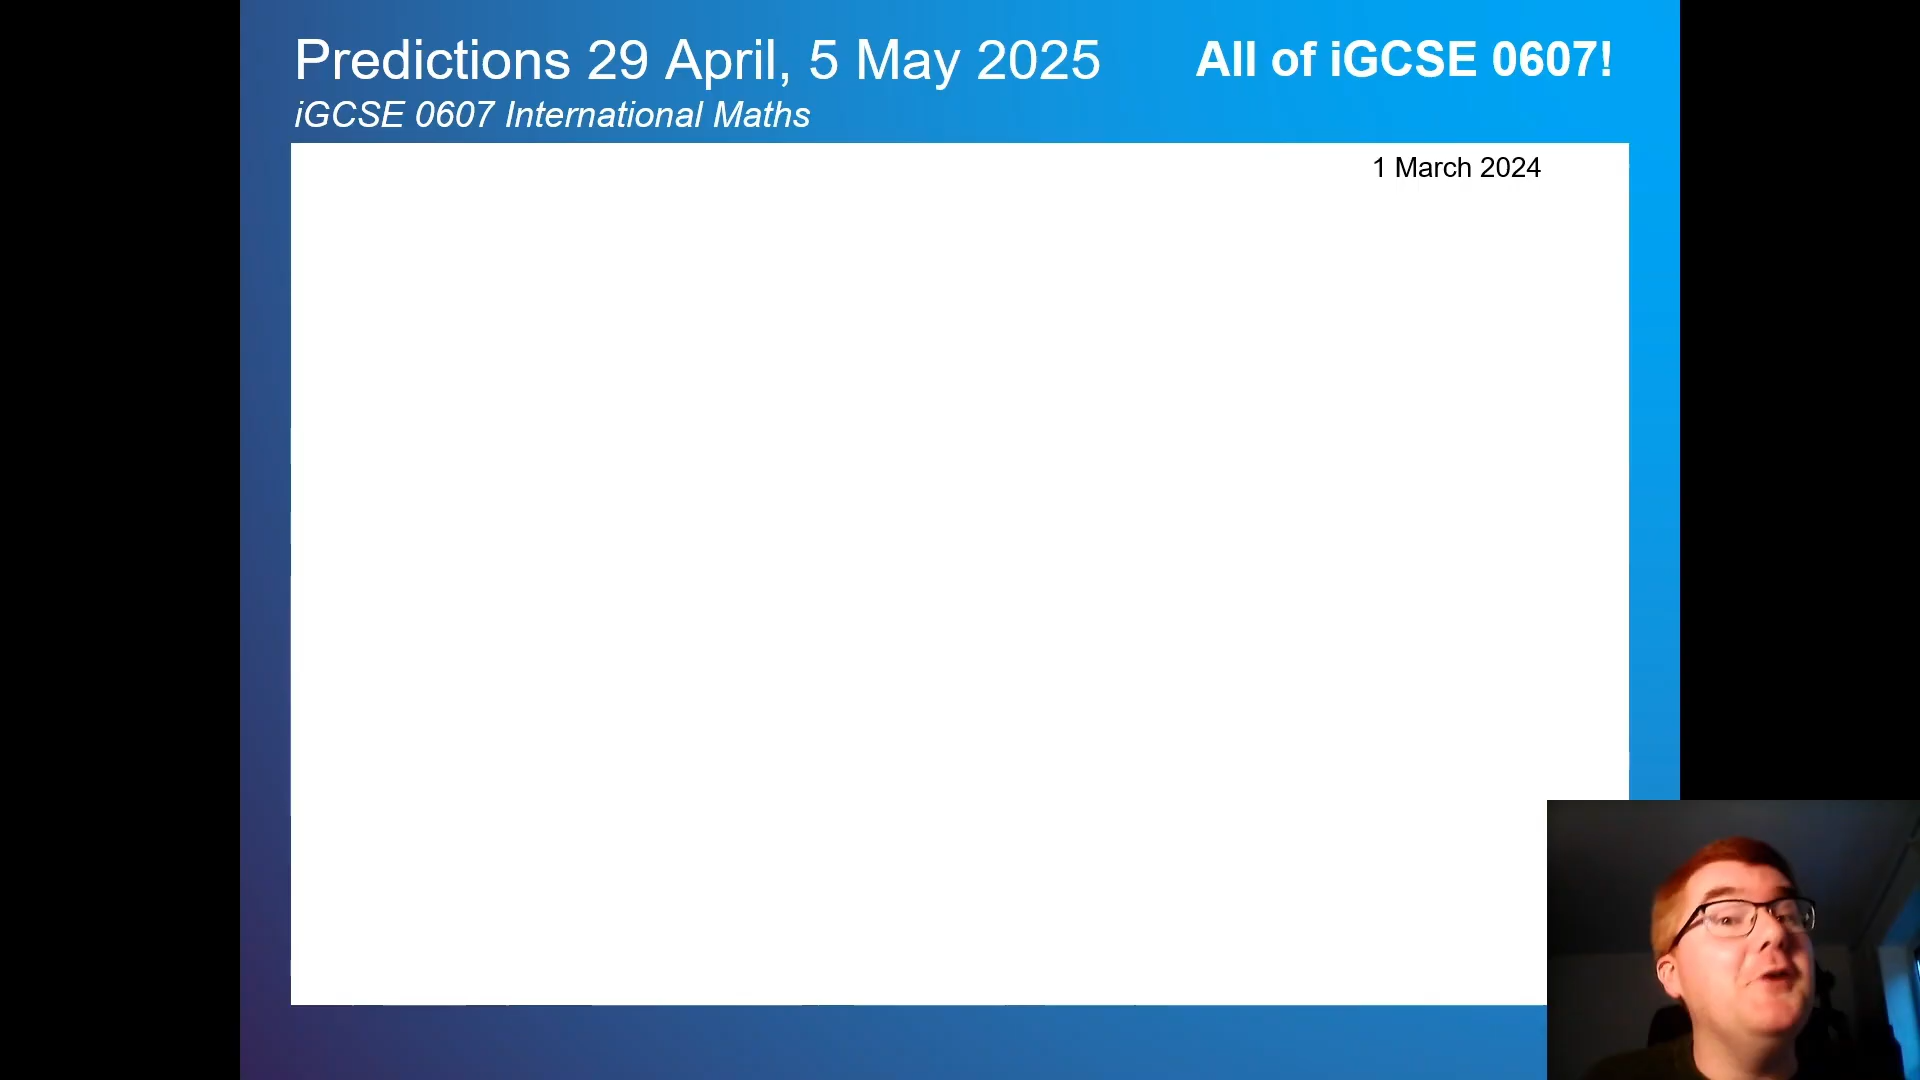 Predictions 29 April, 5 May 2025
All of iGCSE 0607!
iGCSE 0607 International Maths
1 March 2024